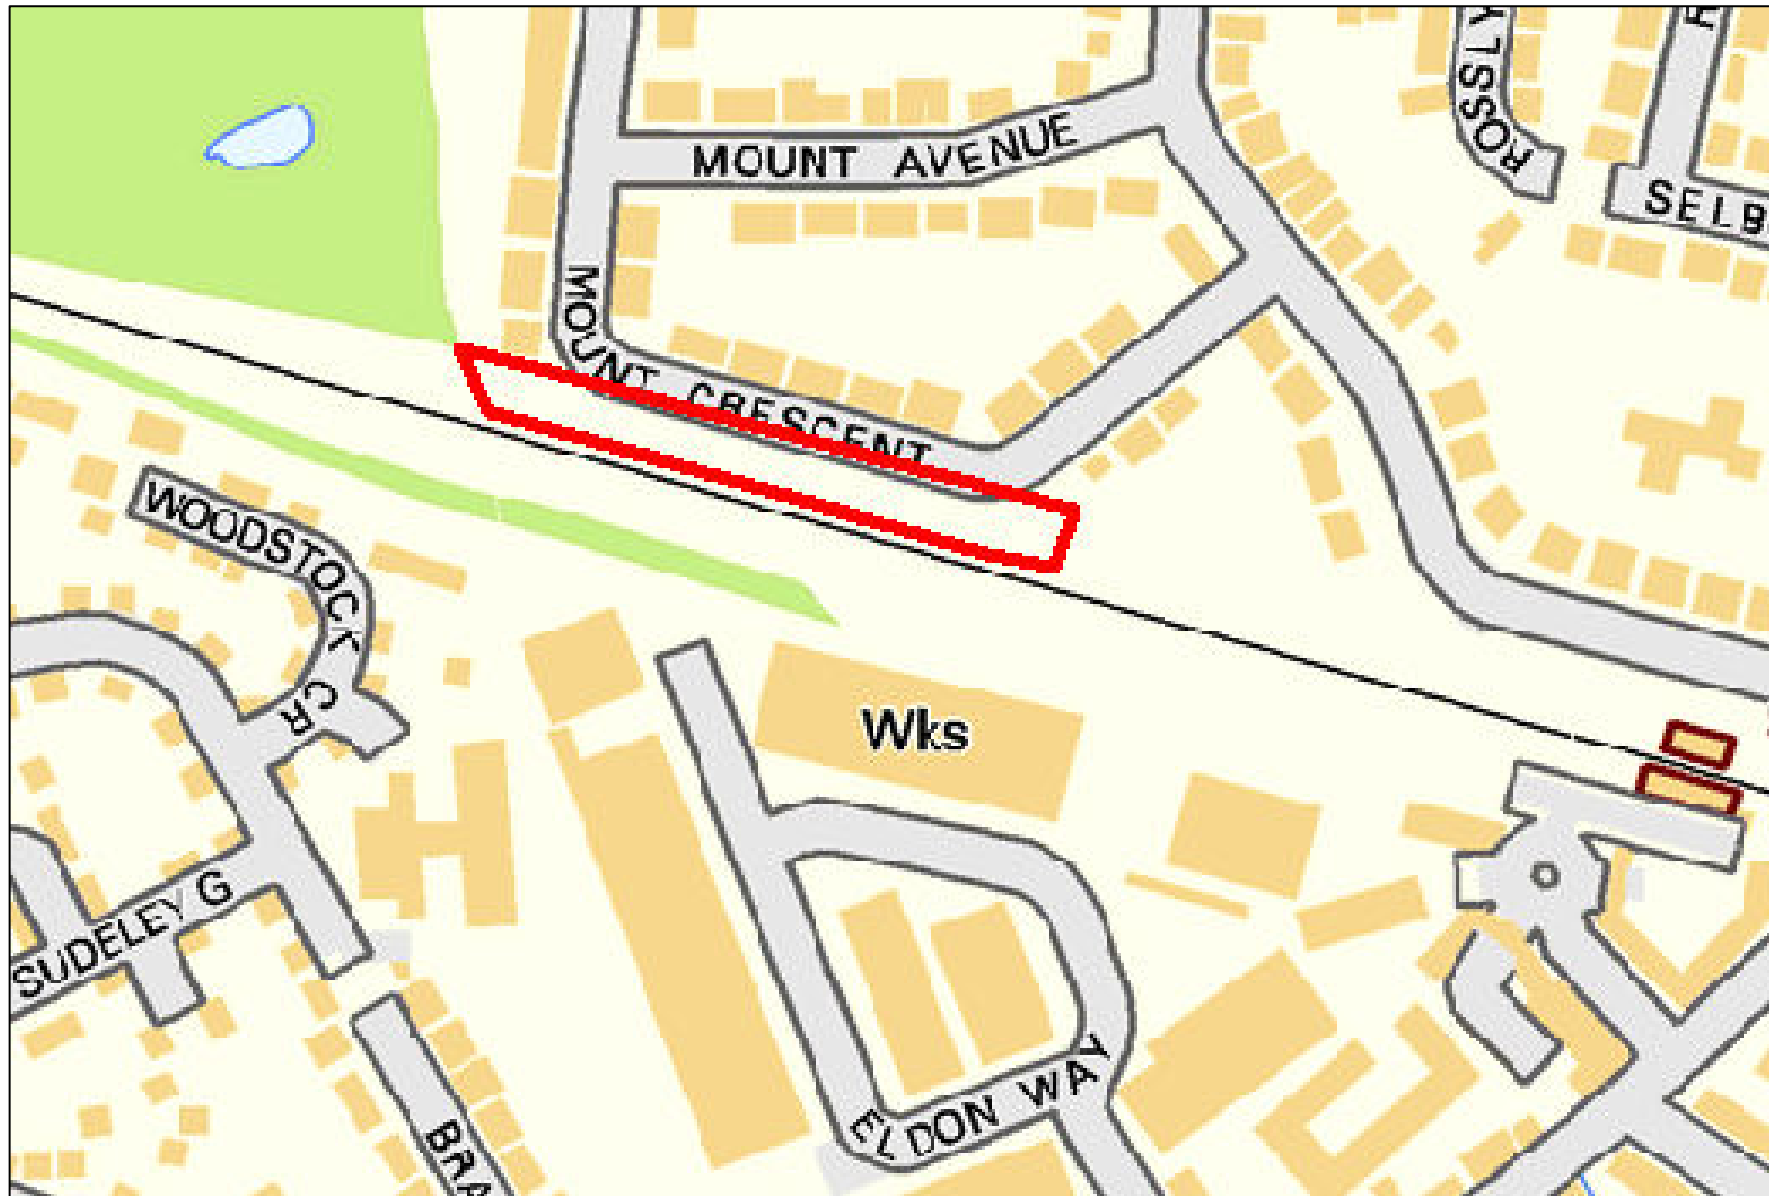 ROSSLY
MOUNT AVENUE
SELB
MOUNT CRESCENT
WOODSTOCK CR
Wks
SUDELEY G
ELDON WAY
BRA